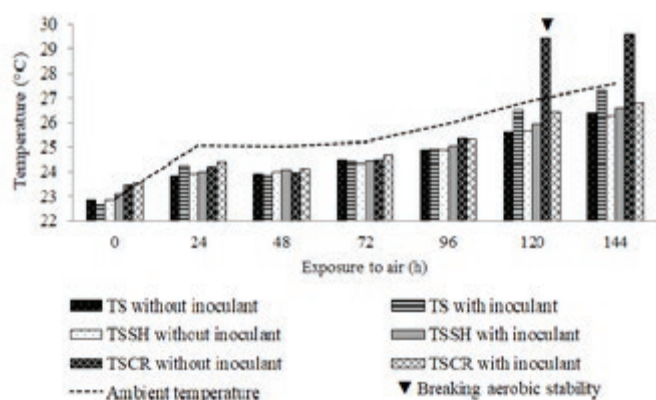 30
29
28
27
26
25
24
23
22
Temperature (°C)
0 24 48 72 96 120 144
Exposure to air (h)
TS without inoculant TS with inoculant
TSSH without inoculant TSSH with inoculant
TSCR without inoculant TSCR with inoculant
Ambient temperature Breaking aerobic stability